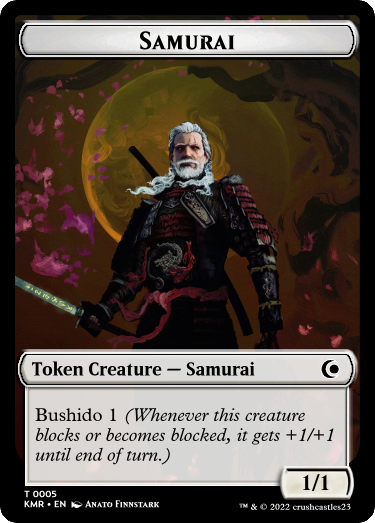 Samurai
Token Creature — Samurai
Bushido 1 (Whenever this creature
blocks or becomes blocked, it gets +1/+1
until end of turn.)
1/1
T 0005
KMR • EN Anato Finnstark
™ & © 2022 crushcastles23